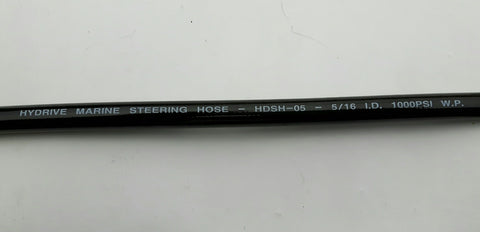 HYDRIVE MARINE STEERING HOSE – HDSH–05 – 5/16 I.D. 1000PSI W.P.